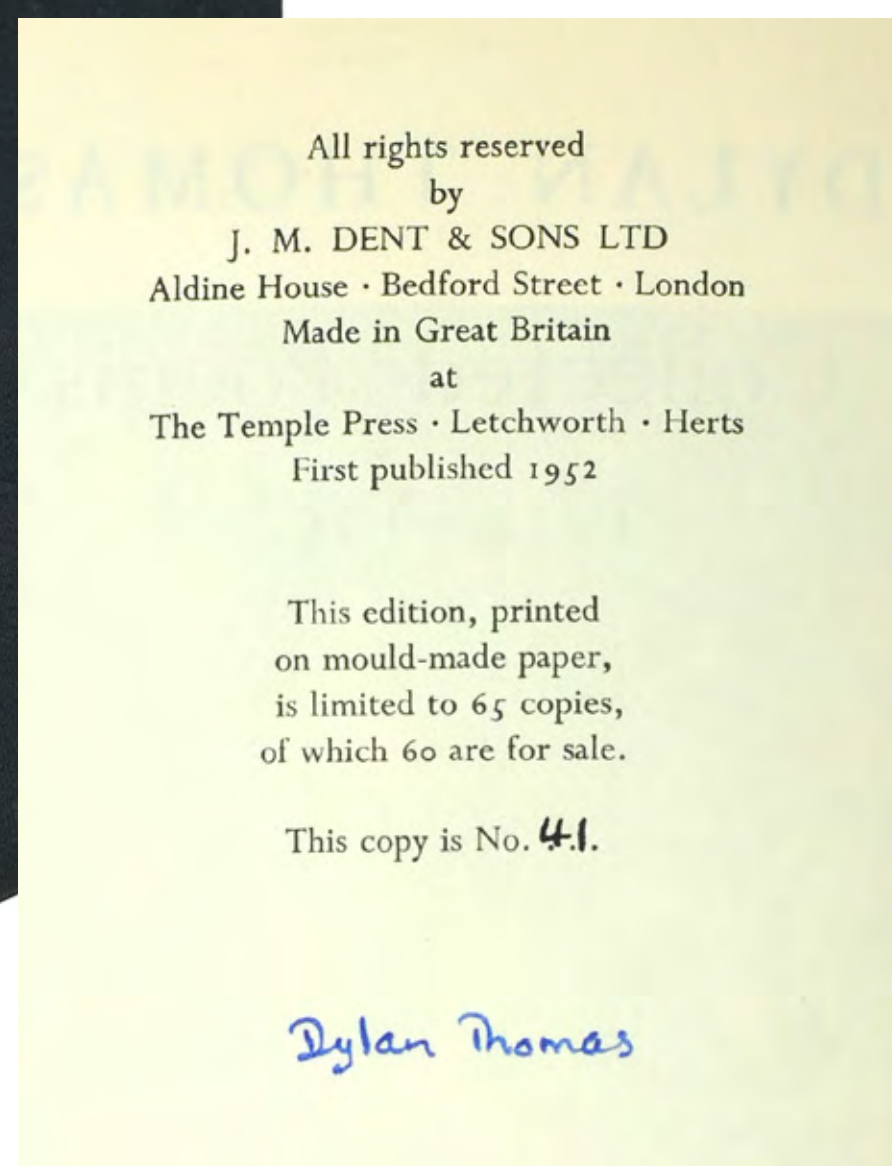 All rights reserved
by
J. M. DENT & SONS LTD
Aldine House · Bedford Street · London
Made in Great Britain
at
The Temple Press · Letchworth · Herts
First published 1952
This edition, printed
on mould-made paper,
is limited to 65 copies,
of which 60 are for sale.
This copy is No. 41.
Dylan Thomas